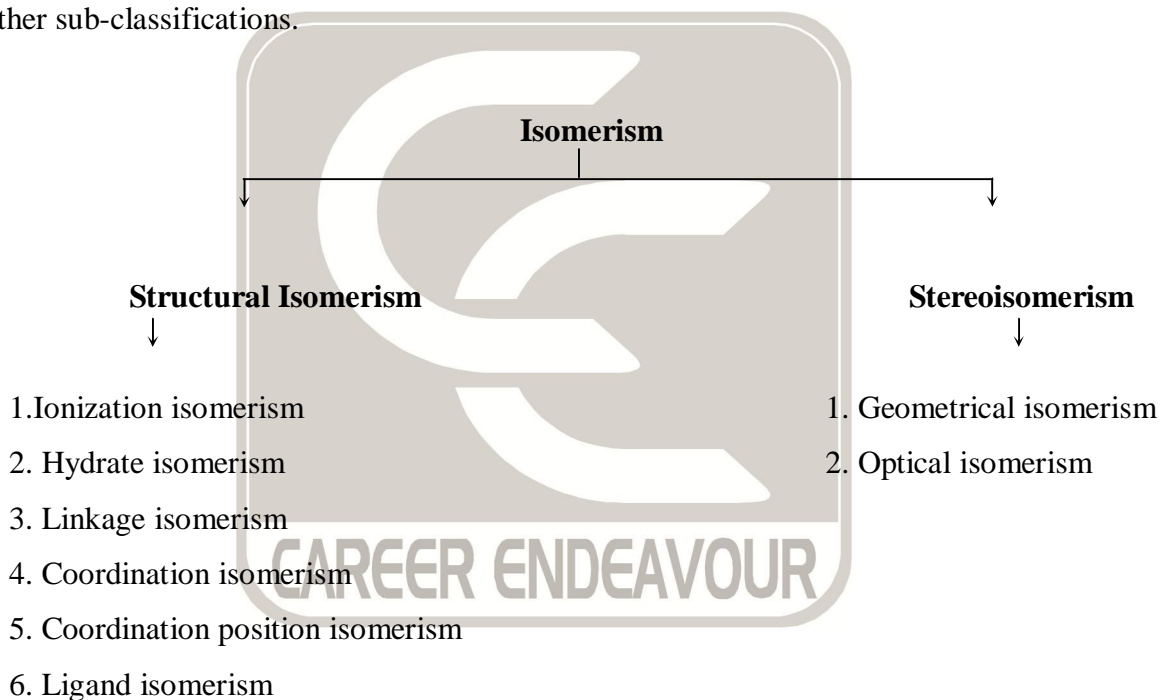 ther sub-classifications.
Isomerism
Structural Isomerism
Stereoisomerism
1.Ionization isomerism
2. Hydrate isomerism
3. Linkage isomerism
4. Coordination isomerism
5. Coordination position isomerism
6. Ligand isomerism
1. Geometrical isomerism
2. Optical isomerism
CAREER ENDEAVOUR